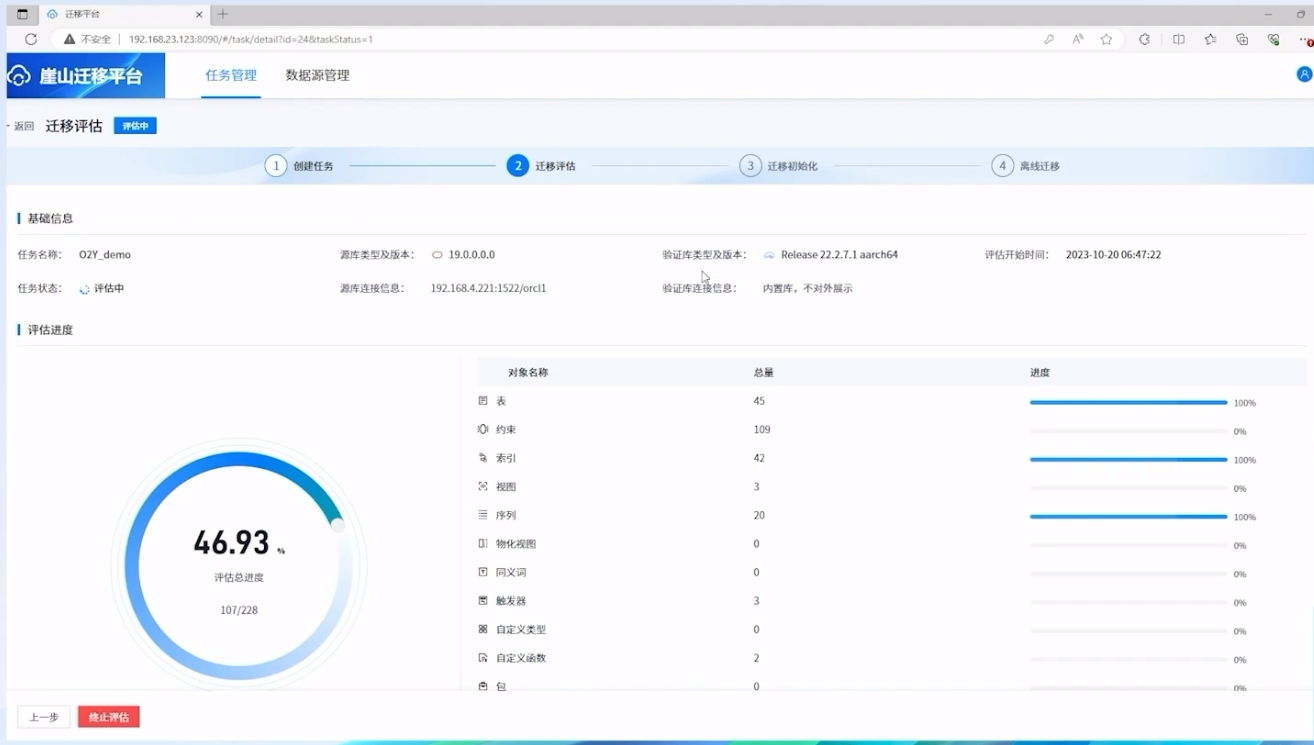 迁移平台
不安全 192.168.23.123:8090/#/task/detail?id=24&taskStatus=1
崖山迁移平台 任务管理 数据源管理
返回 迁移评估 评估中
1 创建任务 2 迁移评估 3 迁移初始化 4 离线迁移
基础信息
任务名称: O2Y_demo 源库类型及版本: 19.0.0.0.0 验证库类型及版本: Release 22.2.7.1 aarch64 评估开始时间: 2023-10-20 06:47:22
任务状态: 评估中 源库连接信息: 192.168.4.221:1522/orcl1 验证库连接信息: 内置库，不对外展示
评估进度
对象名称 总量 进度
表 45 100%
约束 109 0%
索引 42 100%
视图 3 0%
序列 20 100%
物化视图 0 0%
同义词 0 0%
触发器 3 0%
自定义类型 0 0%
自定义函数 2 0%
包 0 0%
46.93 %
评估总进度
107/228
上一步 终止评估